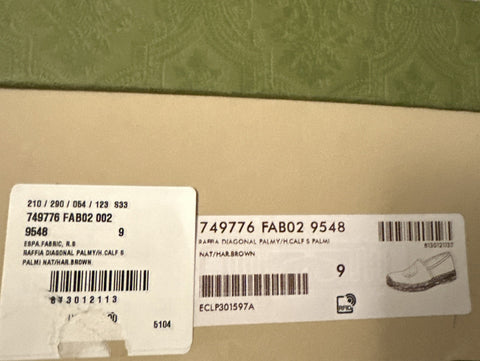 210 / 290 / 054 / 123 S33
749776 FAB02 002
9548 9
ESPA.FABRIC, R.S
RAFFIA DIAGONAL PALMY/H.CALF S
PALMI NAT/HAR.BROWN
813012113
5104
749776 FAB02 9548
RAFFIA DIAGONAL PALMY/H.CALF S PALMI
NAT/HAR.BROWN
9
ECLP301597A
RFID